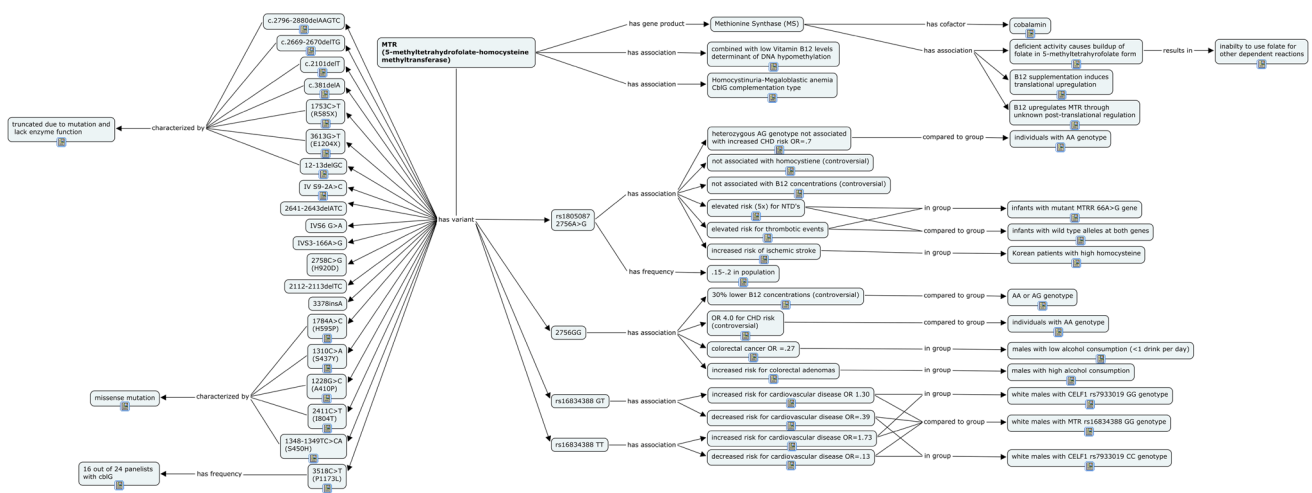 c.2796-2880delAAGTC
c.2669-2670delTG
c.2101delT
c.381delA
1753C>T
(R585X)
3613G>T
(E1204X)
12-13delGC
IV S9-2A>C
2641-2643delATC
IVS6 G>A
IVS3-166A>G
2758C>G
(H920D)
2112-2113delTC
3378insA
1784A>C
(H595P)
1310C>A
(S437Y)
1228G>C
(A410P)
2411C>T
(I804T)
1348-1349TC>CA
(S450H)
3518C>T
(P1173L)
truncated due to mutation and
lack enzyme function
characterized by
missense mutation
characterized by
16 out of 24 panelists
with cblG
has frequency
MTR
(5-methyltetrahydrofolate-homocysteine
methyltransferase)
has variant
has gene product
Methionine Synthase (MS)
has cofactor
cobalamin
has association
deficient activity causes buildup of
folate in 5-methyltetrayrofolate form
results in
inabilty to use folate for
other dependent reactions
B12 supplementation induces
translational upregulation
B12 upregulates MTR through
unknown post-translational regulation
has association
combined with low Vitamin B12 levels
determinant of DNA hypomethylation
has association
Homocystinuria-Megaloblastic anemia
CblG complementation type
rs1805087
2756A>G
has association
heterozygous AG genotype not associated
with increased CHD risk OR=.7
compared to group
individuals with AA genotype
not associated with homocystiene (controversial)
not associated with B12 concentrations (controversial)
elevated risk (5x) for NTD's
in group
infants with mutant MTRR 66A>G gene
elevated risk for thrombotic events
compared to group
infants with wild type alleles at both genes
increased risk of ischemic stroke
in group
Korean patients with high homocysteine
has frequency
.15-.2 in population
2756GG
has association
30% lower B12 concentrations (controversial)
compared to group
AA or AG genotype
OR 4.0 for CHD risk
(controversial)
compared to group
individuals with AA genotype
colorectal cancer OR =.27
in group
males with low alcohol consumption (<1 drink per day)
increased risk for colorectal adenomas
in group
males with high alcohol consumption
rs16834388 GT
has association
increased risk for cardiovascular disease OR 1.30
in group
white males with CELF1 rs7933019 GG genotype
decreased risk for cardiovascular disease OR=.39
compared to group
white males with MTR rs16834388 GG genotype
rs16834388 TT
has association
increased risk for cardiovascular disease OR=1.73
decreased risk for cardiovascular disease OR=.13
in group
white males with CELF1 rs7933019 CC genotype